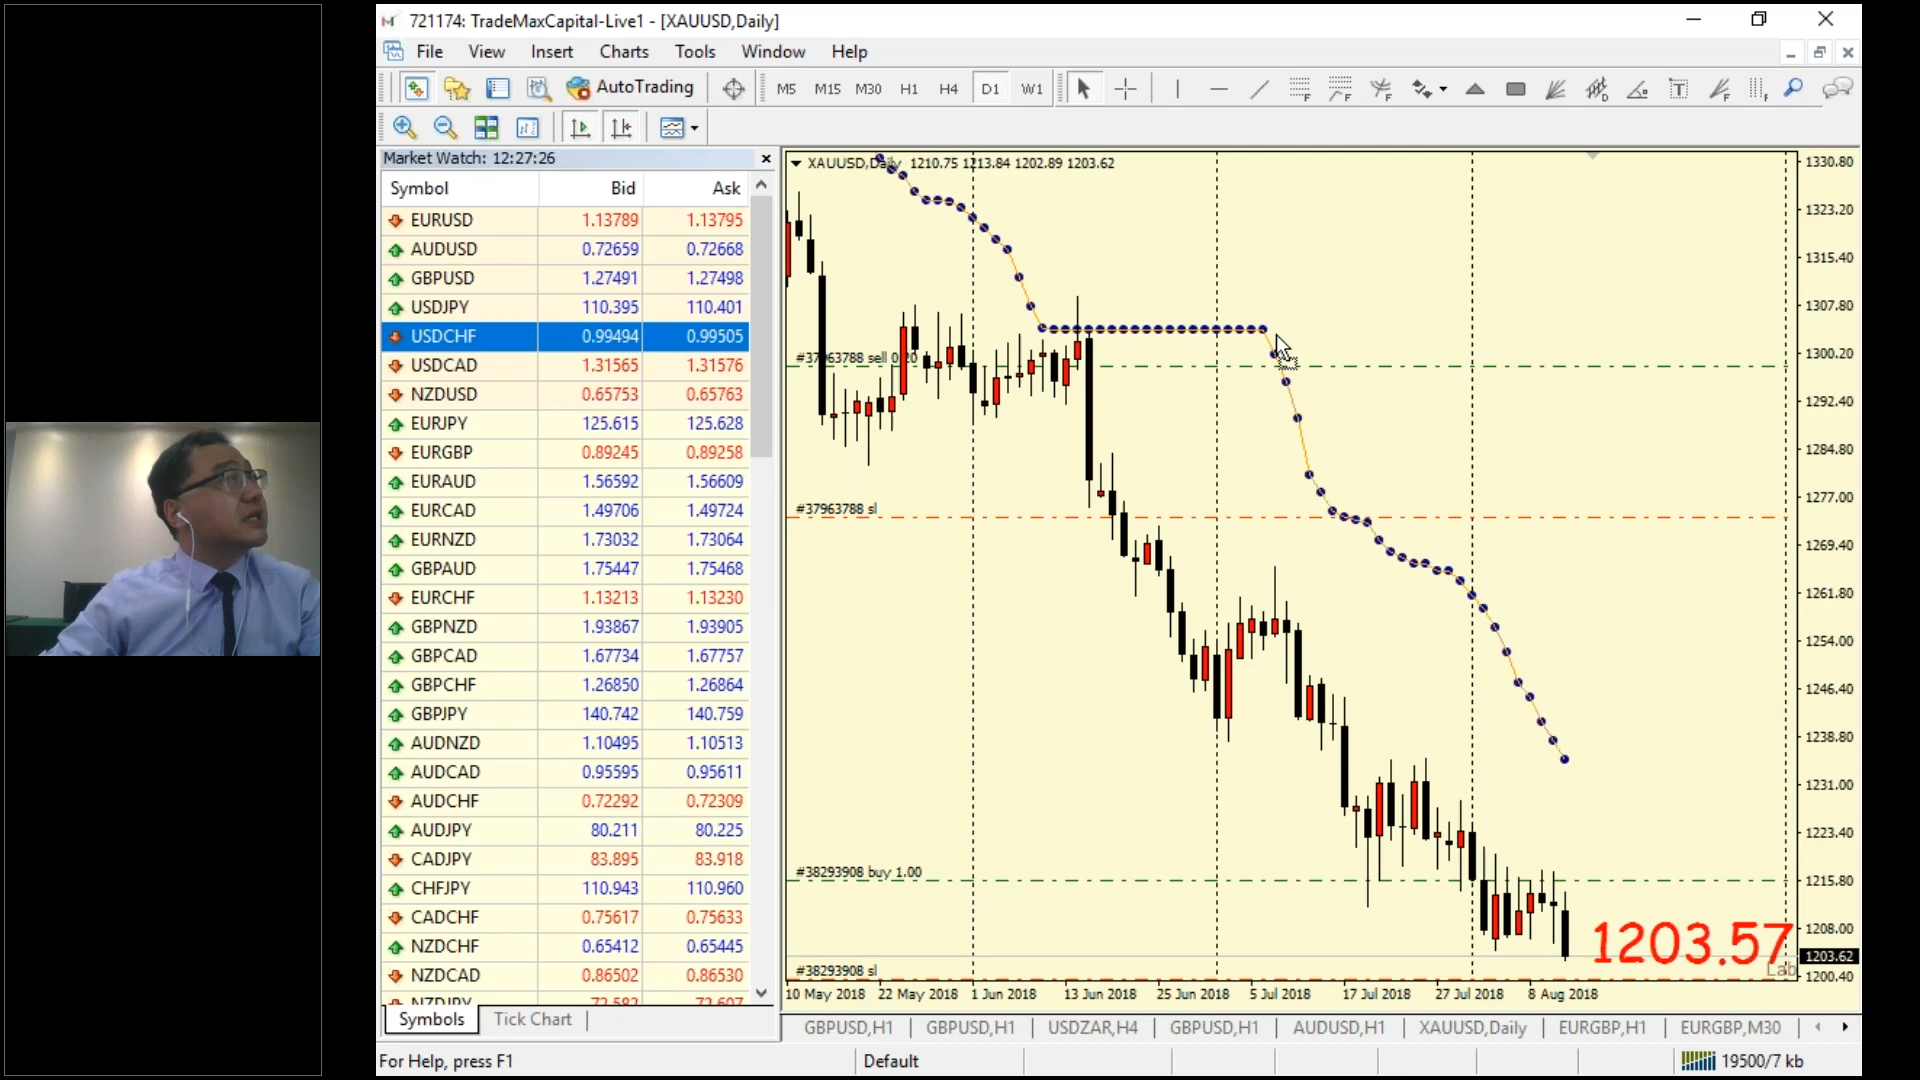 721174: TradeMaxCapital-Live1 - [XAUUSD,Daily]
File View Insert Charts Tools Window Help
AutoTrading M5 M15 M30 H1 H4 D1 W1
Market Watch: 12:27:26
Symbol Bid Ask
EURUSD 1.13789 1.13795
AUDUSD 0.72659 0.72668
GBPUSD 1.27491 1.27498
USDJPY 110.395 110.401
USDCHF 0.99494 0.99505
USDCAD 1.31565 1.31576
NZDUSD 0.65753 0.65763
EURJPY 125.615 125.628
EURGBP 0.89245 0.89258
EURAUD 1.56592 1.56609
EURCAD 1.49706 1.49724
EURNZD 1.73032 1.73064
GBPAUD 1.75447 1.75468
EURCHF 1.13213 1.13230
GBPNZD 1.93867 1.93905
GBPCAD 1.67734 1.67757
GBPCHF 1.26850 1.26864
GBPJPY 140.742 140.759
AUDNZD 1.10495 1.10513
AUDCAD 0.95595 0.95611
AUDCHF 0.72292 0.72309
AUDJPY 80.211 80.225
CADJPY 83.895 83.918
CHFJPY 110.943 110.960
CADCHF 0.75617 0.75633
NZDCHF 0.65412 0.65445
NZDCAD 0.86502 0.86530
NZDJPY 72.582 72.607
Symbols Tick Chart
XAUUSD,Daily 1210.75 1213.84 1202.89 1203.62
#37963788 sell 0.20
#37963788 sl
#38293908 buy 1.00
#38293908 sl
1203.57
Lab
1330.80
1323.20
1315.40
1307.80
1300.20
1292.40
1284.80
1277.00
1269.40
1261.80
1254.00
1246.40
1238.80
1231.00
1223.40
1215.80
1208.00
1203.62
1200.40
10 May 2018 22 May 2018 1 Jun 2018 13 Jun 2018 25 Jun 2018 5 Jul 2018 17 Jul 2018 27 Jul 2018 8 Aug 2018
GBPUSD,H1 GBPUSD,H1 USDZAR,H4 GBPUSD,H1 AUDUSD,H1 XAUUSD,Daily EURGBP,H1 EURGBP,M30
For Help, press F1 Default 19500/7 kb